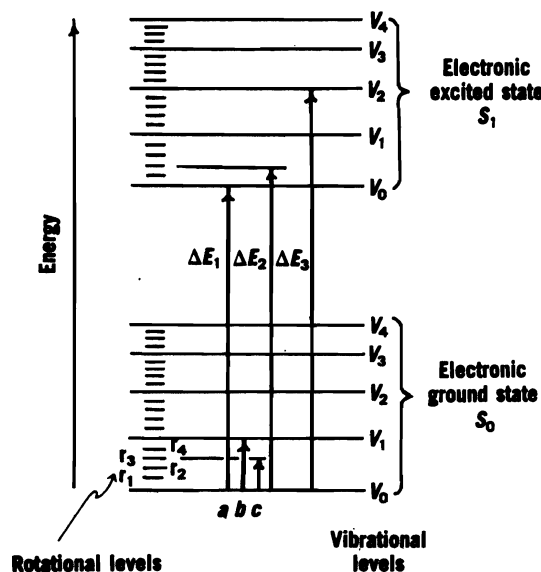 V₄
V₃
V₂
V₁
V₀
Electronic
excited state
S₁
Energy
ΔE₁ ΔE₂ ΔE₃
V₄
V₃
V₂
V₁
V₀
Electronic
ground state
S₀
r₃ r₄
r₁ r₂
a b c
Rotational levels
Vibrational
levels